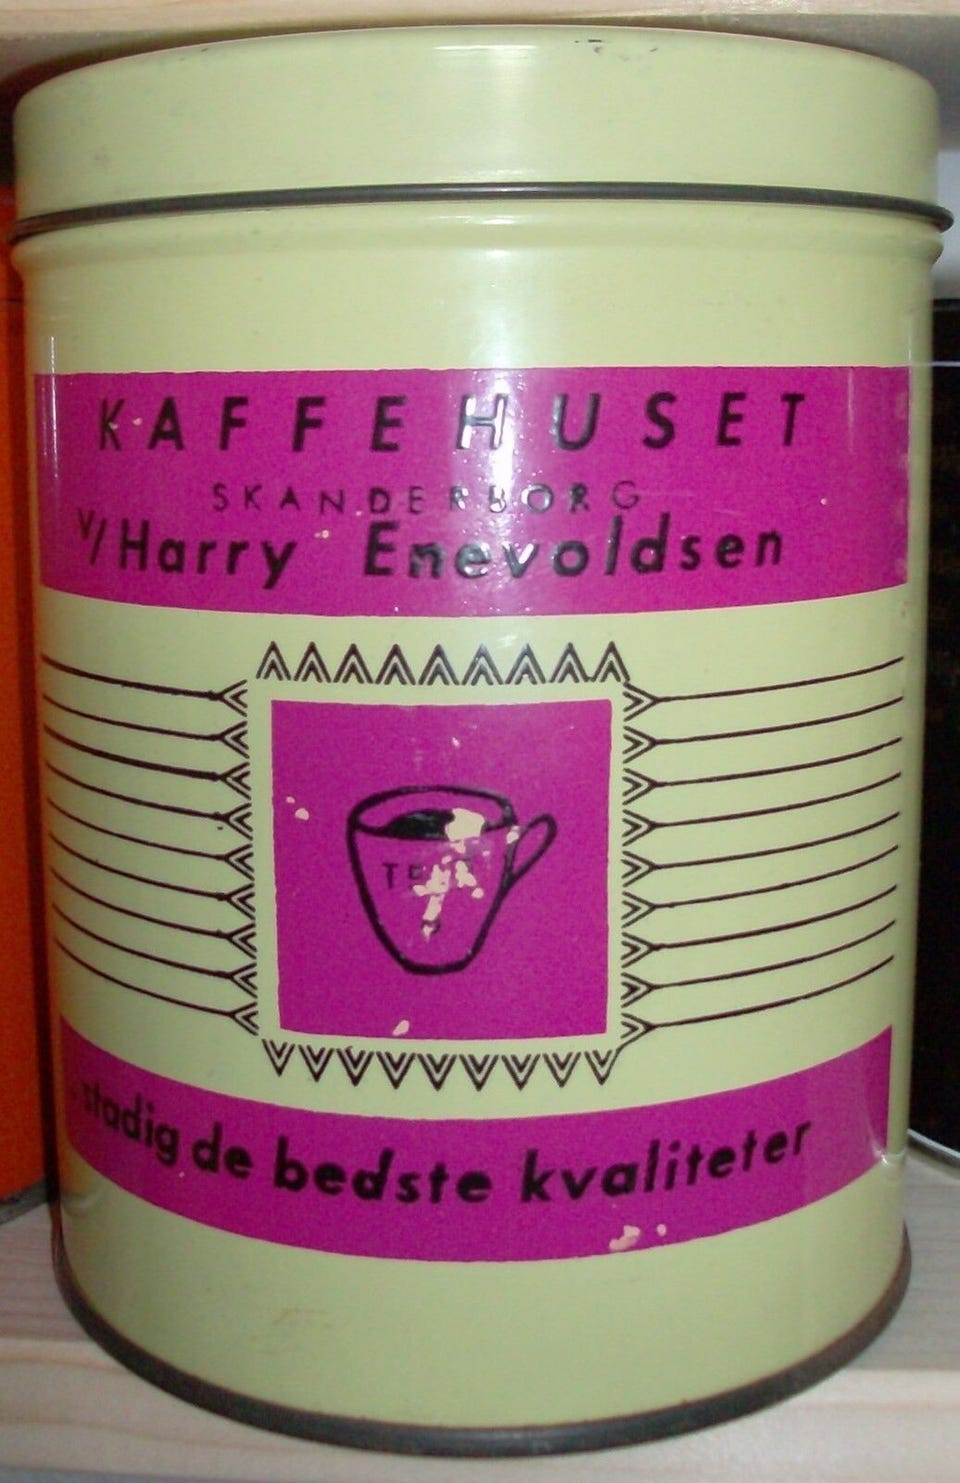 KAFFEHUSET
SKANDERBORG
v/ Harry Enevoldsen
stadig de bedste kvaliteter